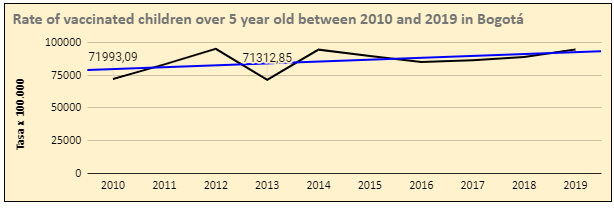 Rate of vaccinated children over 5 year old between 2010 and 2019 in Bogotá
Tasa x 100.000
100000
75000
50000
25000
0
71993,09
71312,85
2010 2011 2012 2013 2014 2015 2016 2017 2018 2019